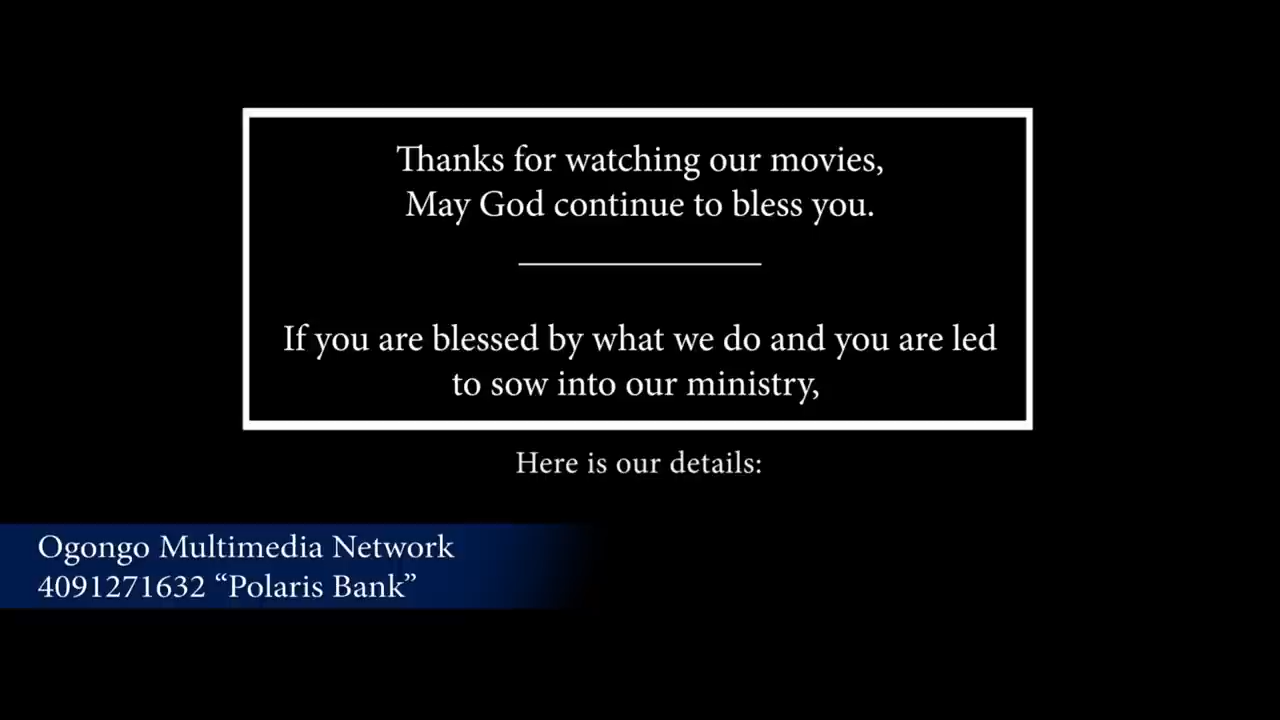 Thanks for watching our movies,
May God continue to bless you.
If you are blessed by what we do and you are led
to sow into our ministry,
Here is our details:
Ogongo Multimedia Network
4091271632 “Polaris Bank”